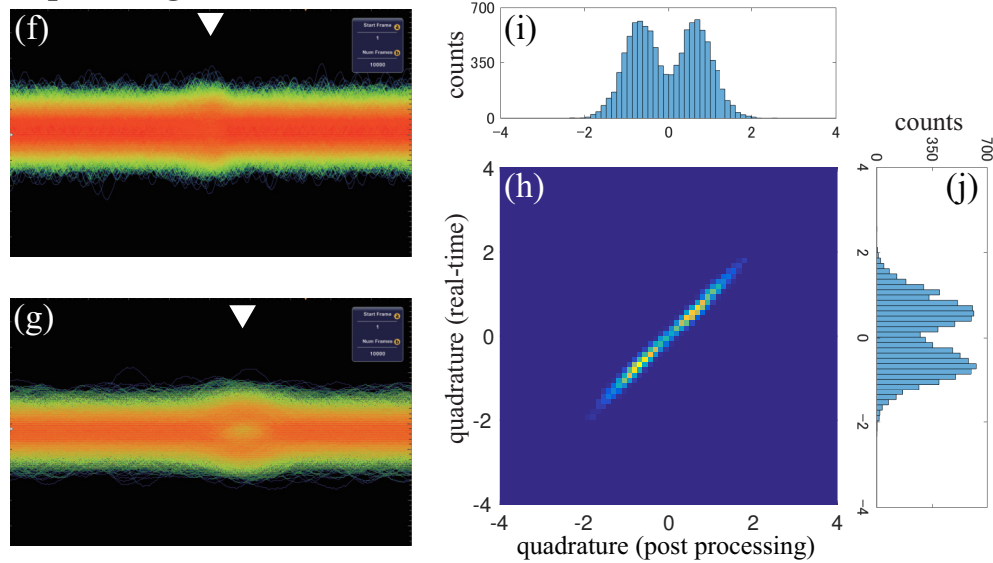 (f)
Start Frame a
1
Num Frames b
10000
(g)
Start Frame a
1
Num Frames b
10000
(i)
counts
700
350
0
−4
−2
0
2
4
(h)
quadrature (real-time)
4
2
0
-2
-4
-4
-2
0
2
4
quadrature (post processing)
counts
0
350
700
(j)
4
2
0
−2
−4